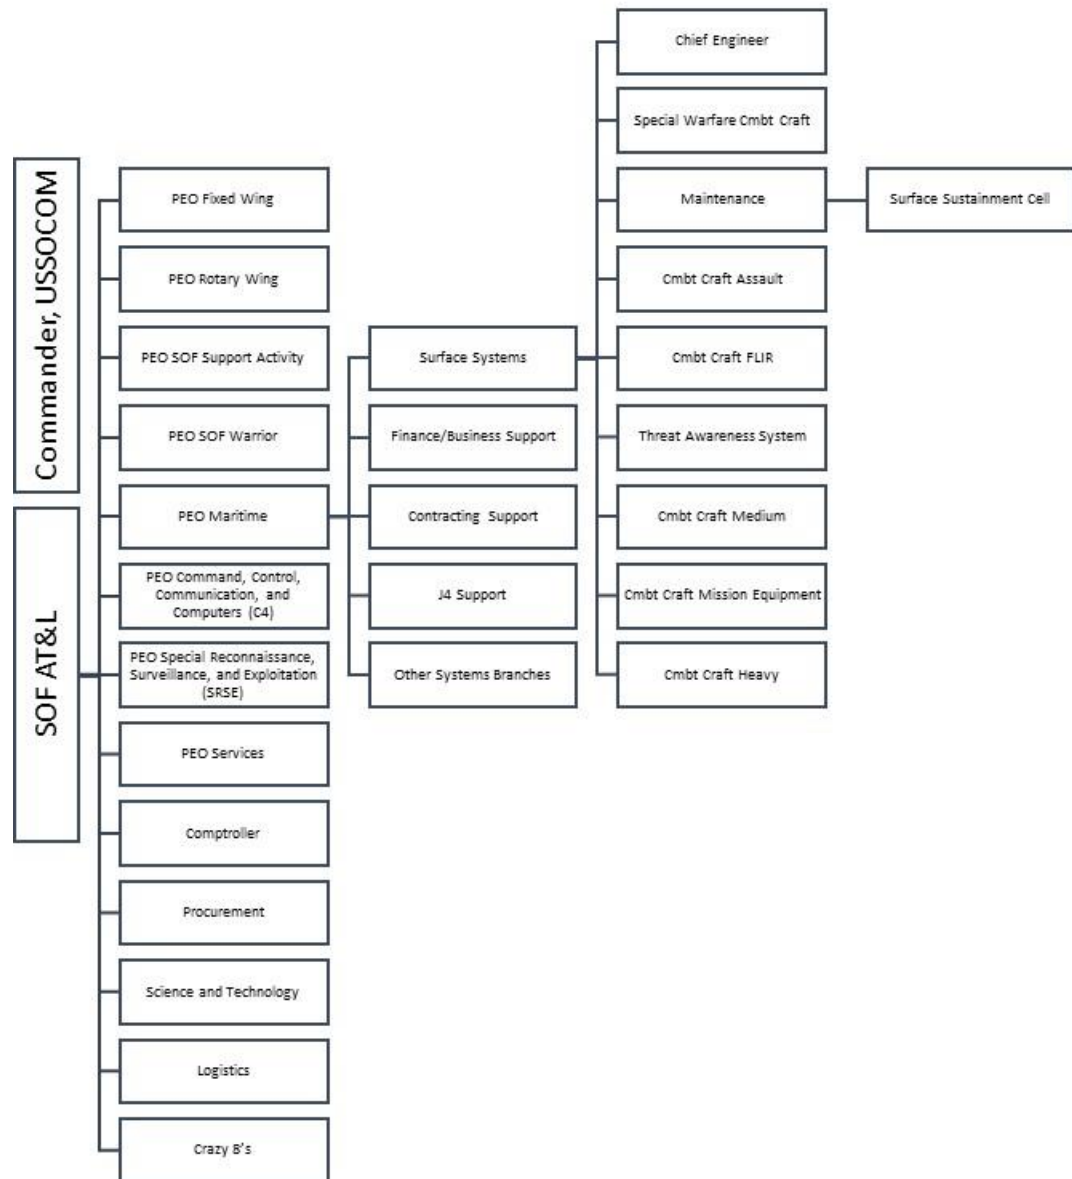 Commander, USSOCOM
SOF AT&L
PEO Fixed Wing
PEO Rotary Wing
PEO SOF Support Activity
PEO SOF Warrior
PEO Maritime
PEO Command, Control,
Communication, and
Computers (C4)
PEO Special Reconnaissance,
Surveillance, and Exploitation
(SRSE)
PEO Services
Comptroller
Procurement
Science and Technology
Logistics
Crazy 8's
Surface Systems
Finance/Business Support
Contracting Support
J4 Support
Other Systems Branches
Chief Engineer
Special Warfare Cmbt Craft
Maintenance
Cmbt Craft Assault
Cmbt Craft FLIR
Threat Awareness System
Cmbt Craft Medium
Cmbt Craft Mission Equipment
Cmbt Craft Heavy
Surface Sustainment Cell